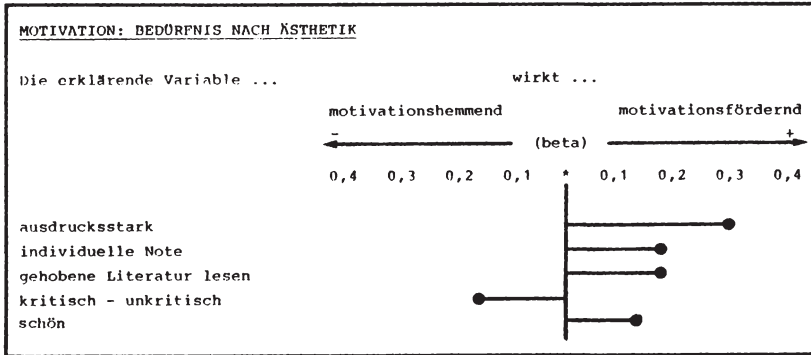 MOTIVATION: BEDÜRFNIS NACH ÄSTHETIK
Die erklärende Variable ... wirkt ...
motivationshemmend motivationsfördernd
- (beta) +
0,4 0,3 0,2 0,1 * 0,1 0,2 0,3 0,4
ausdrucksstark
individuelle Note
gehobene Literatur lesen
kritisch - unkritisch
schön